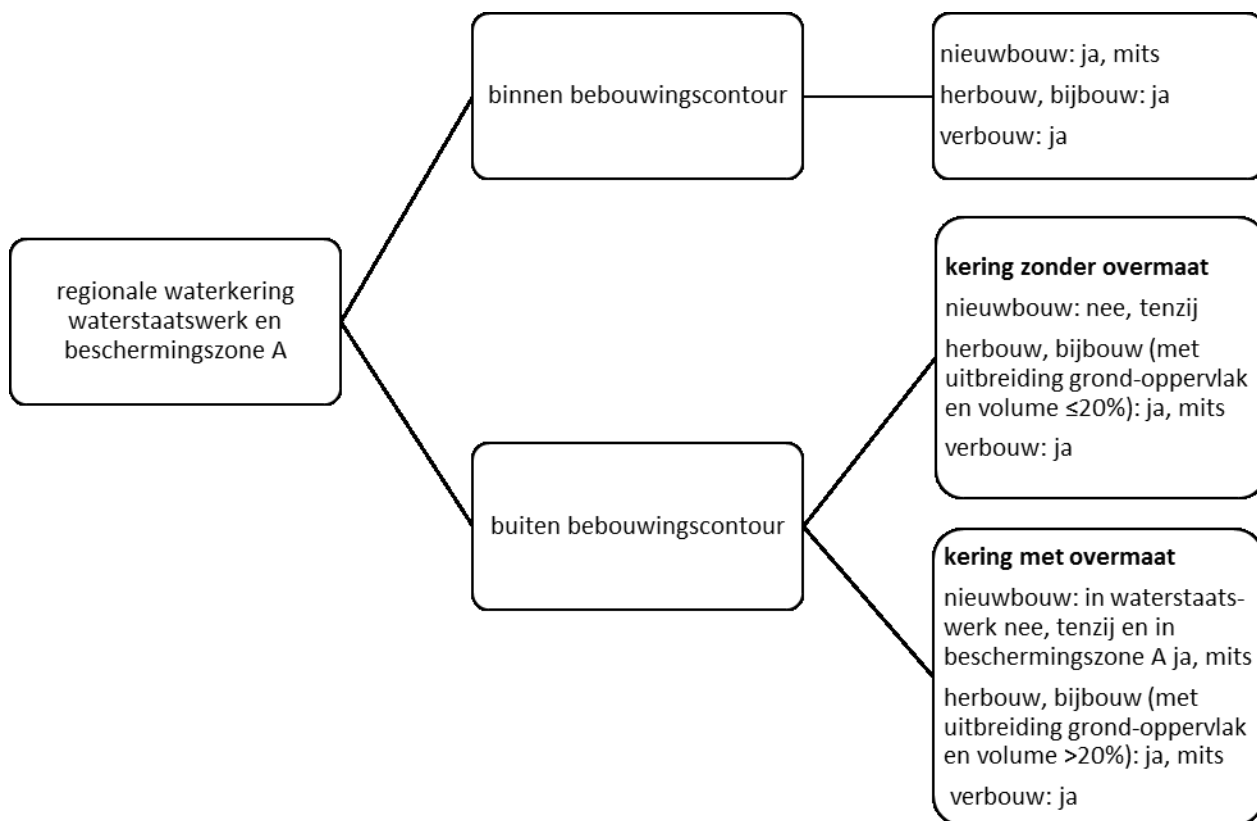 regionale waterkering
waterstaatswerk en
beschermingszone A
binnen bebouwingscontour
nieuwbouw: ja, mits
herbouw, bijbouw: ja
verbouw: ja
buiten bebouwingscontour
kering zonder overmaat
nieuwbouw: nee, tenzij
herbouw, bijbouw (met
uitbreiding grond-oppervlak
en volume ≤20%): ja, mits
verbouw: ja
kering met overmaat
nieuwbouw: in waterstaats-
werk nee, tenzij en in
beschermingszone A ja, mits
herbouw, bijbouw (met
uitbreiding grond-oppervlak
en volume >20%): ja, mits
verbouw: ja